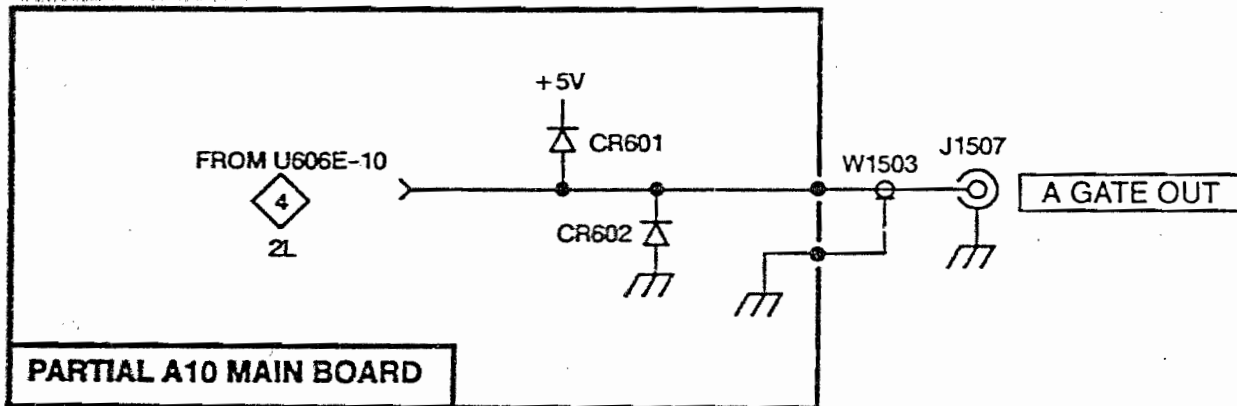 +5V
CR601
FROM U606E-10
4
2L
CR602
W1503
J1507
A GATE OUT
PARTIAL A10 MAIN BOARD